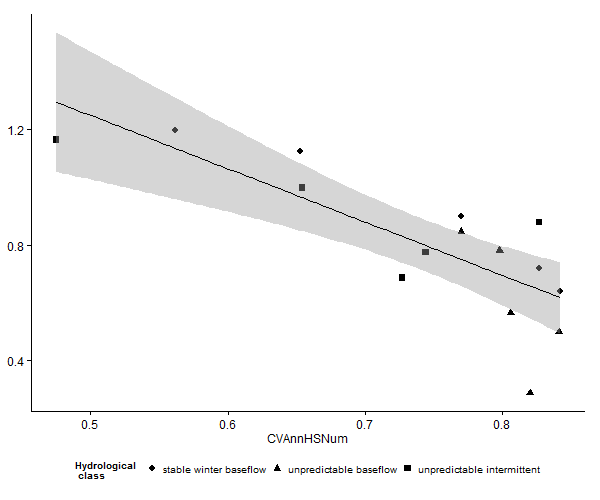 1.2
0.8
0.4
0.5 0.6 0.7 0.8
CVAnnHSNum
Hydrological class
stable winter baseflow
unpredictable baseflow
unpredictable intermittent